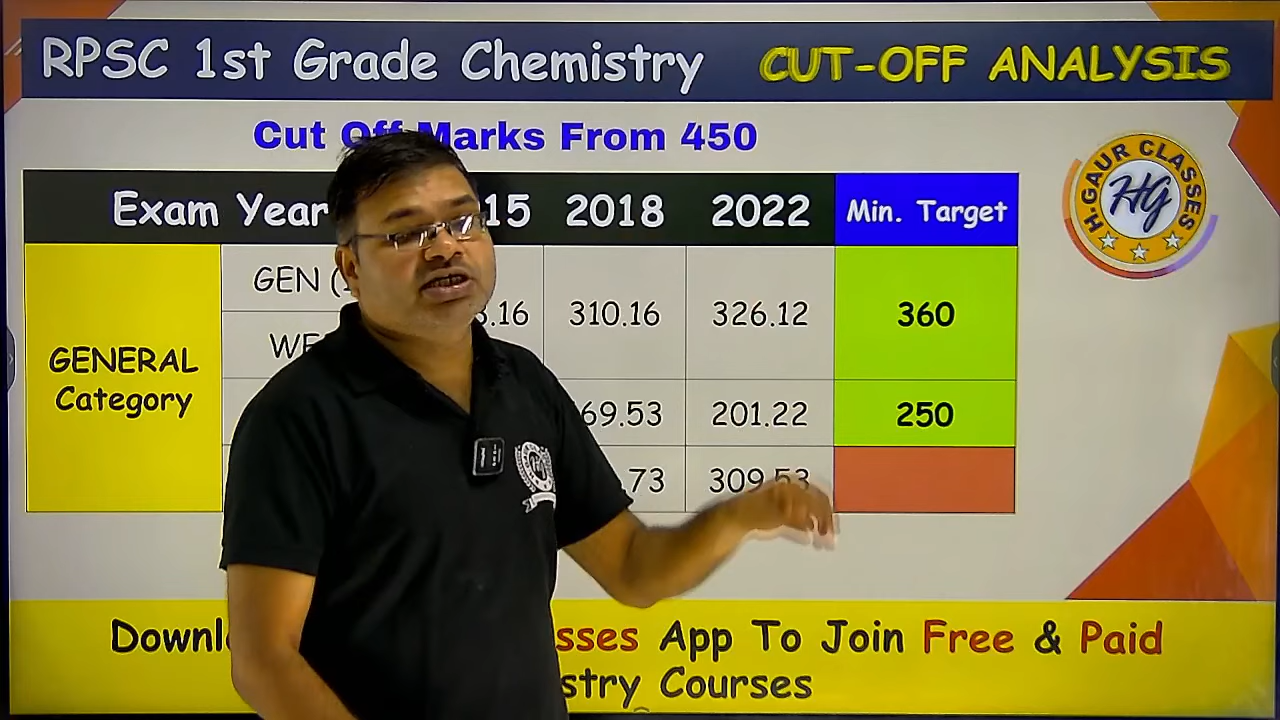 RPSC 1st Grade Chemistry CUT-OFF ANALYSIS
Cut Off Marks From 450
H.GAUR CLASSES
HG
Exam Year 15 2018 2022 Min. Target
GEN
.16 310.16 326.12 360
WE
GENERAL
Category
69.53 201.22 250
.73 309.53
sses App To Join Free & Paid
stry Courses